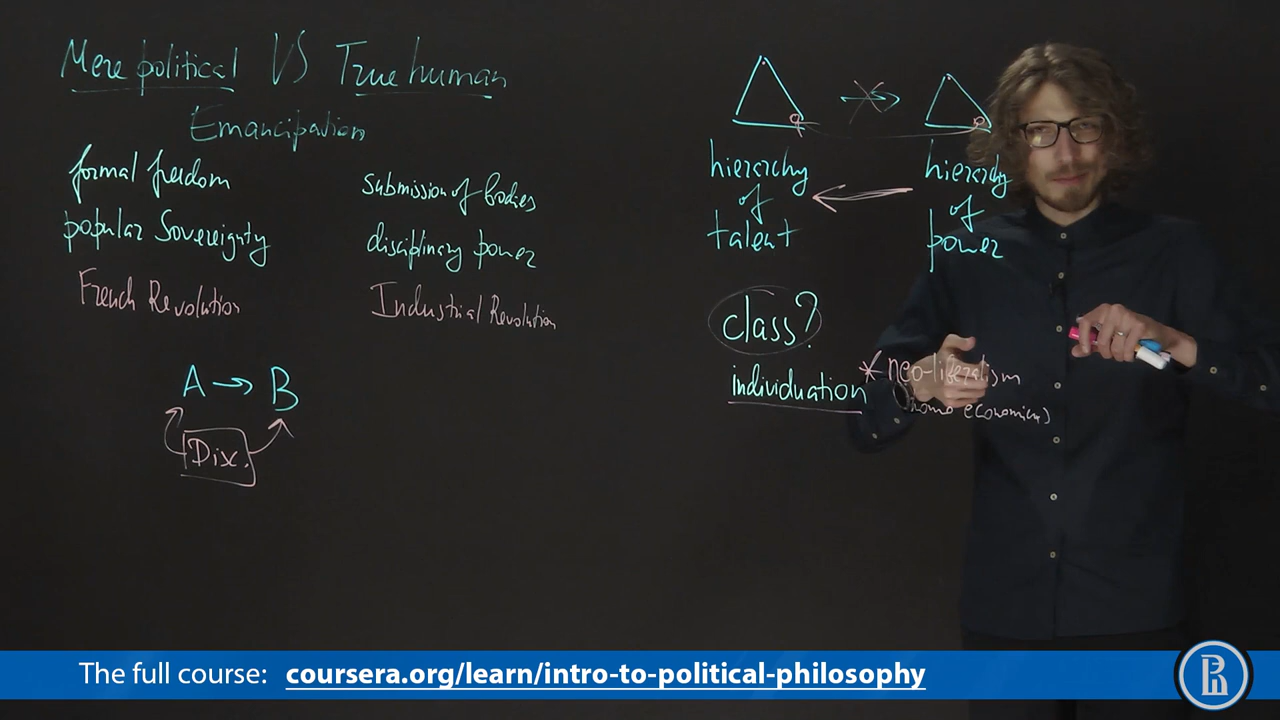 Mere political VS True human
Emancipation
formal freedom
popular Sovereignty
French Revolution
submission of bodies
disciplinary power
Industrial Revolution
A → B
Disc.
hierarchy
of
talent
hierarchy
of
power
class?
individuation
* neo-liberalism
(homo economicus)
The full course: coursera.org/learn/intro-to-political-philosophy